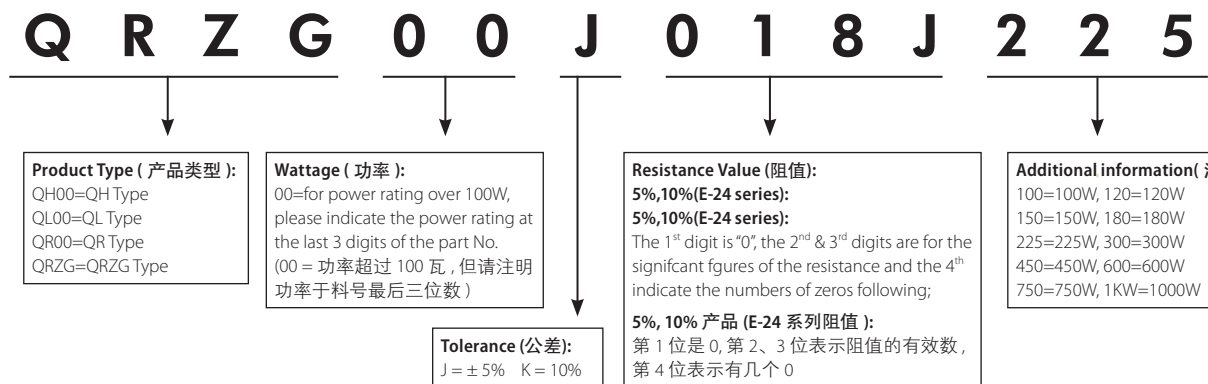 QRZG00J018J225
Product Type ( 产品类型 ):
QH00=QH Type
QL00=QL Type
QR00=QR Type
QRZG=QRZG Type
Wattage ( 功率 ):
00=for power rating over 100W,
please indicate the power rating at
the last 3 digits of the part No.
(00 = 功率超过 100 瓦 , 但请注明
功率于料号最后三位数 )
Tolerance (公差):
J = ± 5% K = 10%
Resistance Value (阻值):
5%,10%(E-24 series):
5%,10%(E-24 series):
The 1st digit is "0", the 2nd & 3rd digits are for the
signifcant fgures of the resistance and the 4th
indicate the numbers of zeros following;
5%, 10% 产品 (E-24 系列阻值 ):
第 1 位是 0, 第 2、3 位表示阻值的有效数 ,
第 4 位表示有几个 0
Additional information(
100=100W, 120=120W
150=150W, 180=180W
225=225W, 300=300W
450=450W, 600=600W
750=750W, 1KW=1000W